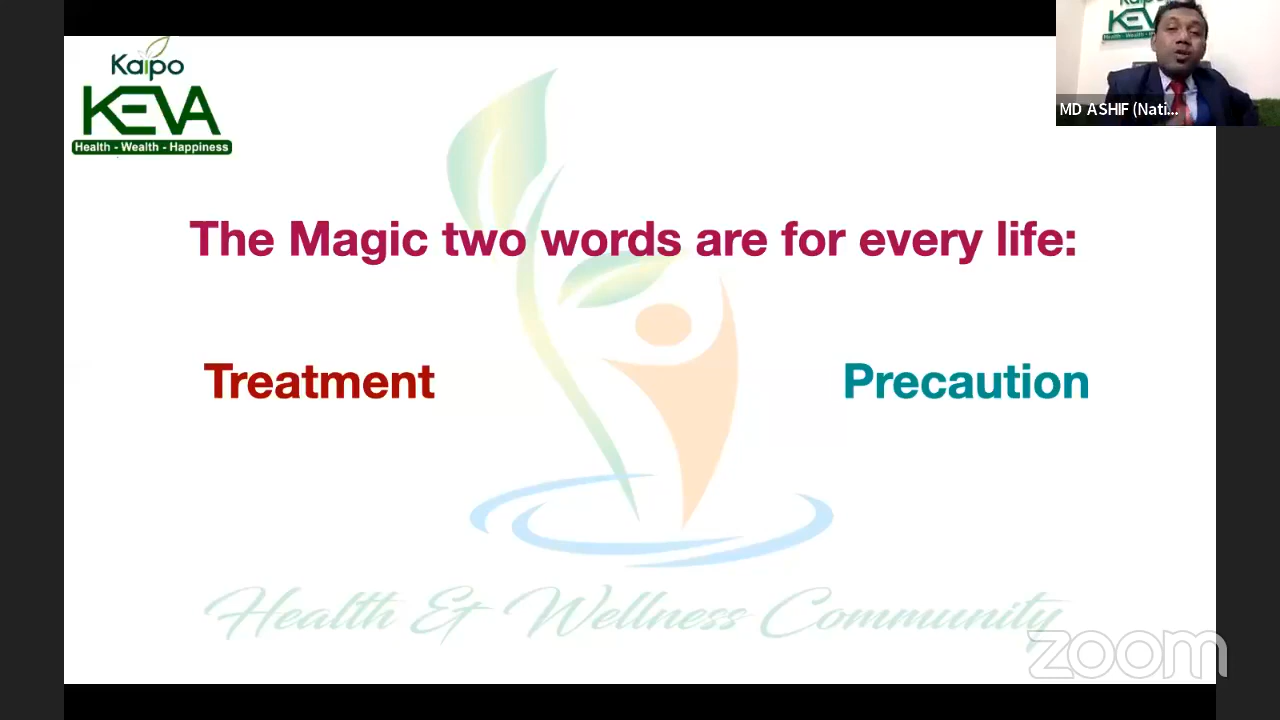 Kaipo
KEVA
Health - Wealth - Happiness
KEVA
MD ASHIF (Nati...
The Magic two words are for every life:
Treatment
Precaution
Health & Wellness Community
zoom